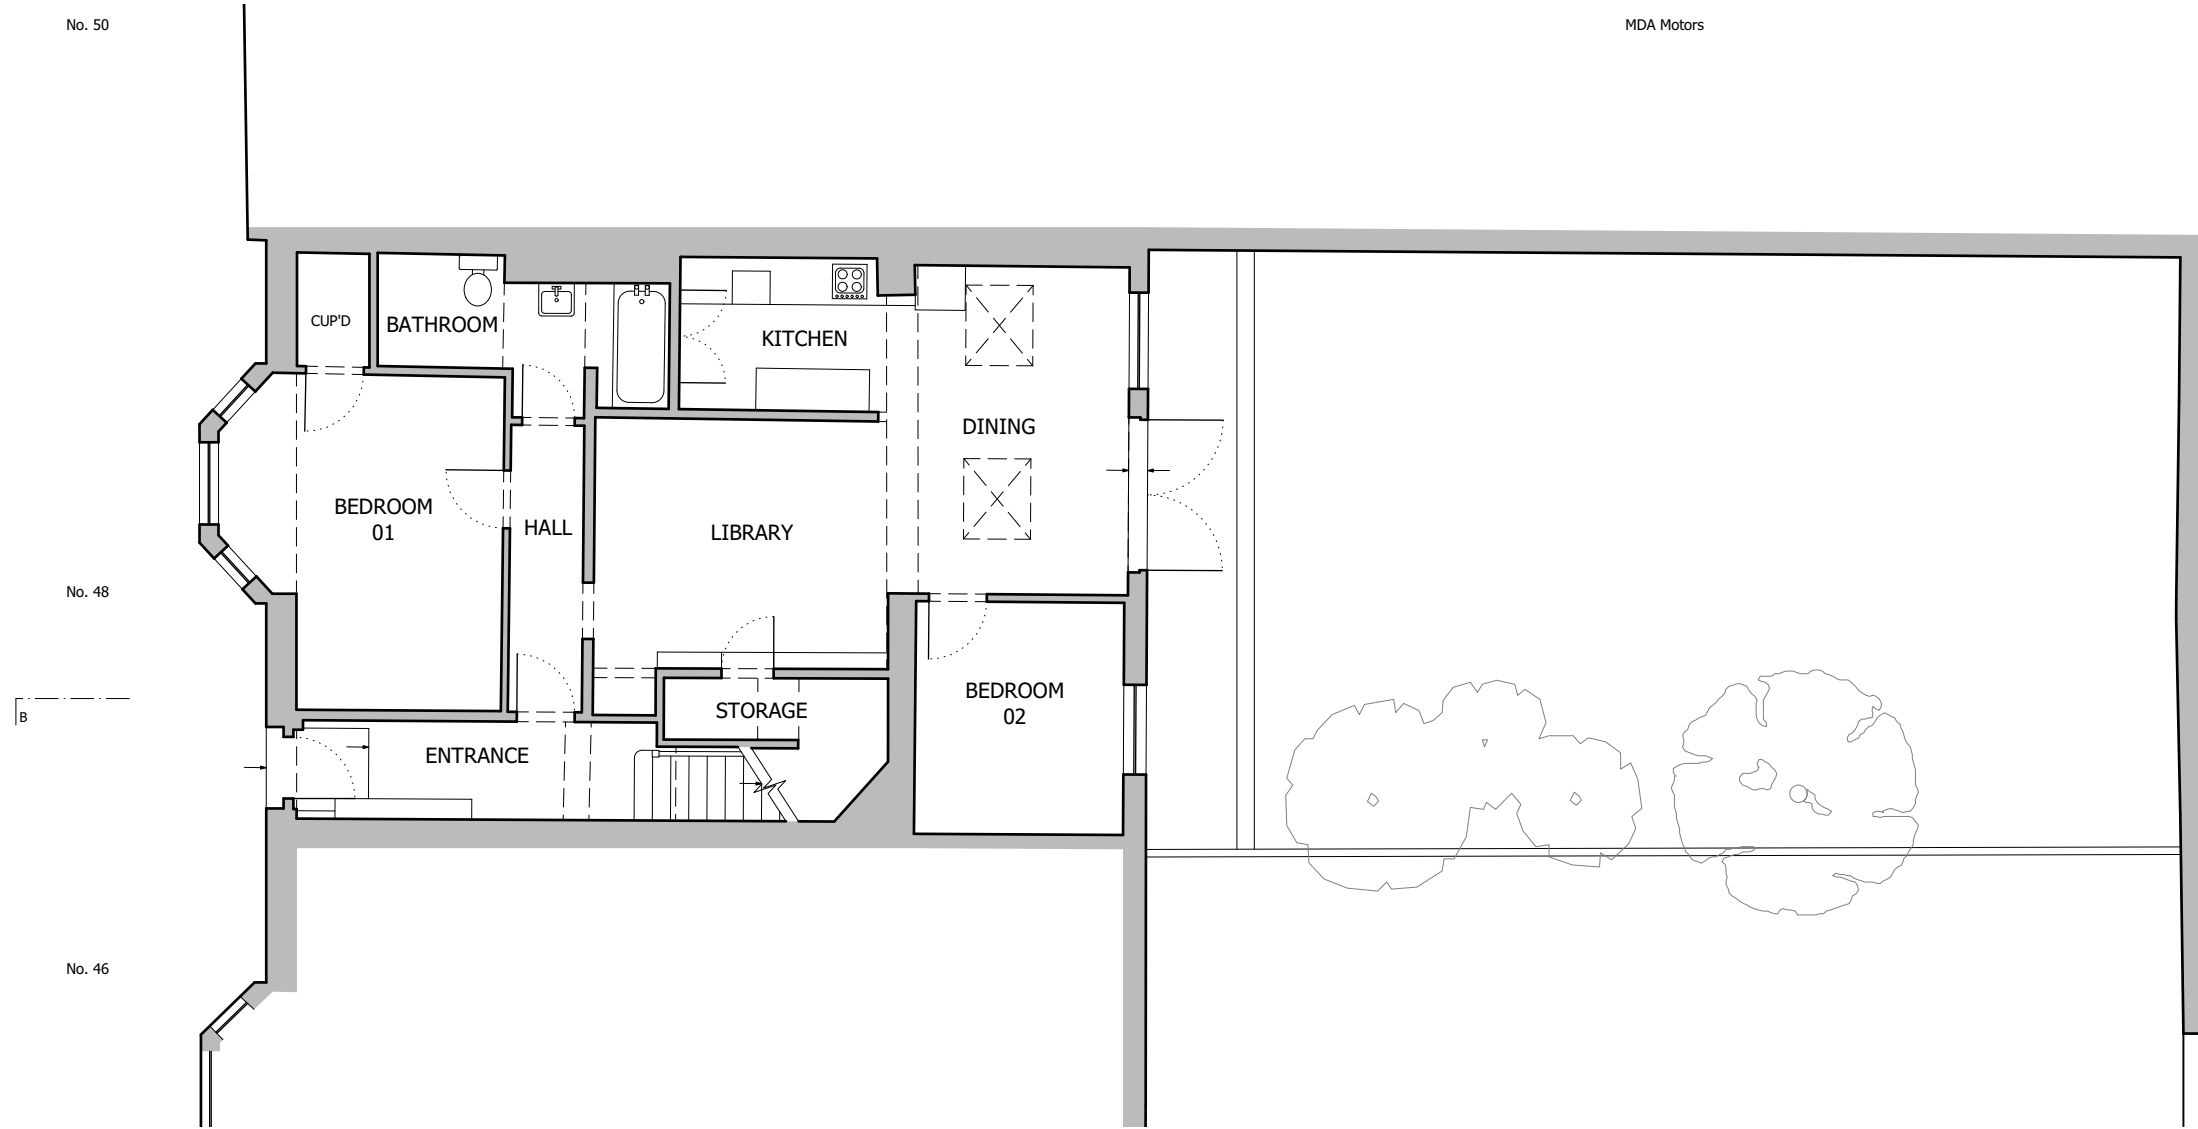 No. 50
MDA Motors
CUP'D
BATHROOM
KITCHEN
DINING
BEDROOM
01
HALL
LIBRARY
No. 48
BEDROOM
02
STORAGE
B
ENTRANCE
No. 46